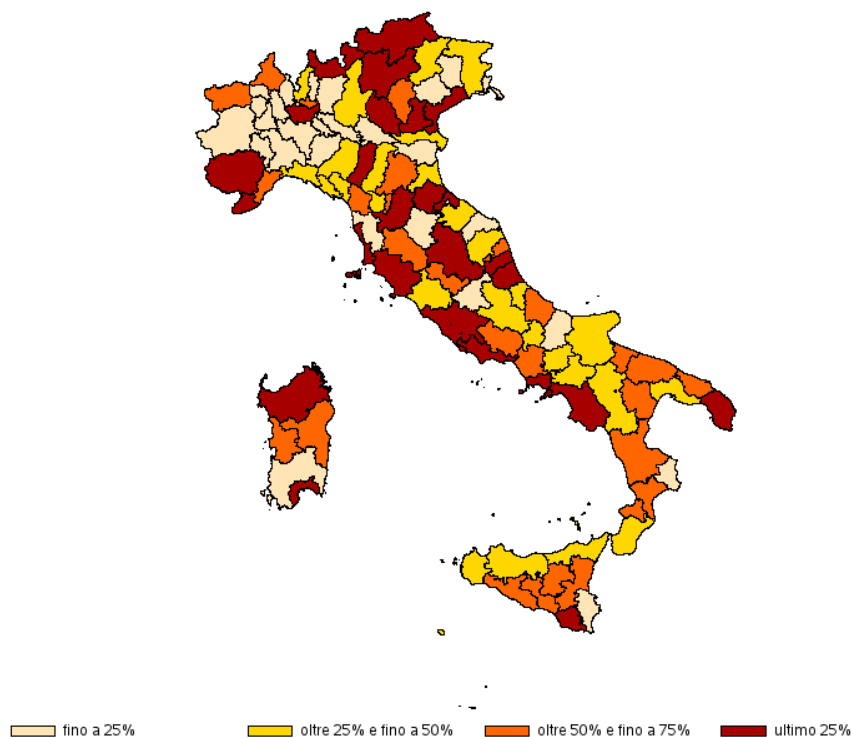 fino a 25%
oltre 25% e fino a 50%
oltre 50% e fino a 75%
ultimo 25%